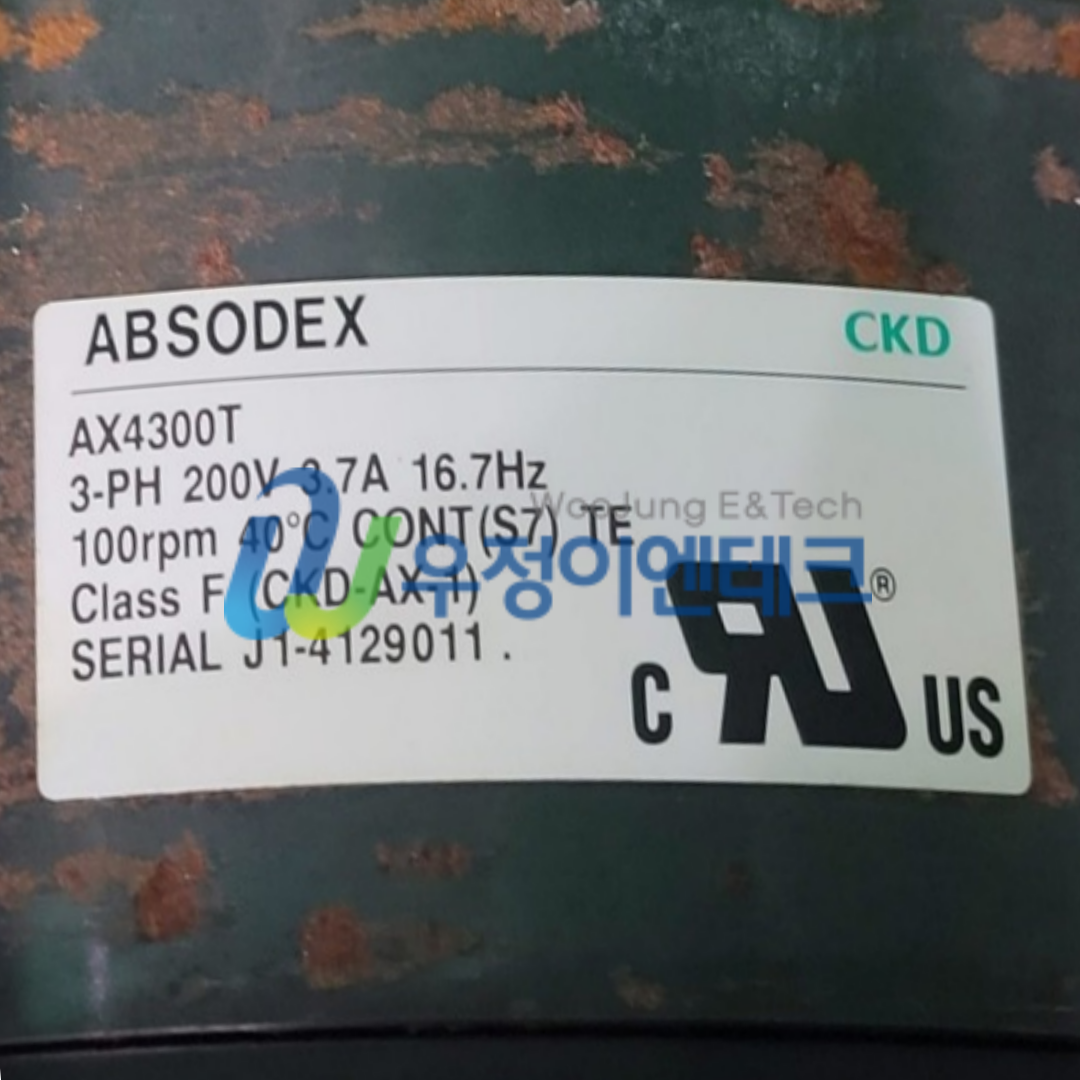 ABSODEX CKD
AX4300T
3-PH 200V 3.7A 16.7Hz
WooJung E&Tech
100rpm 40°C CONT(S7) TE
우정이엔테크
Class F (CKD-AX-1)
®
SERIAL J1-4129011 .
C RU US